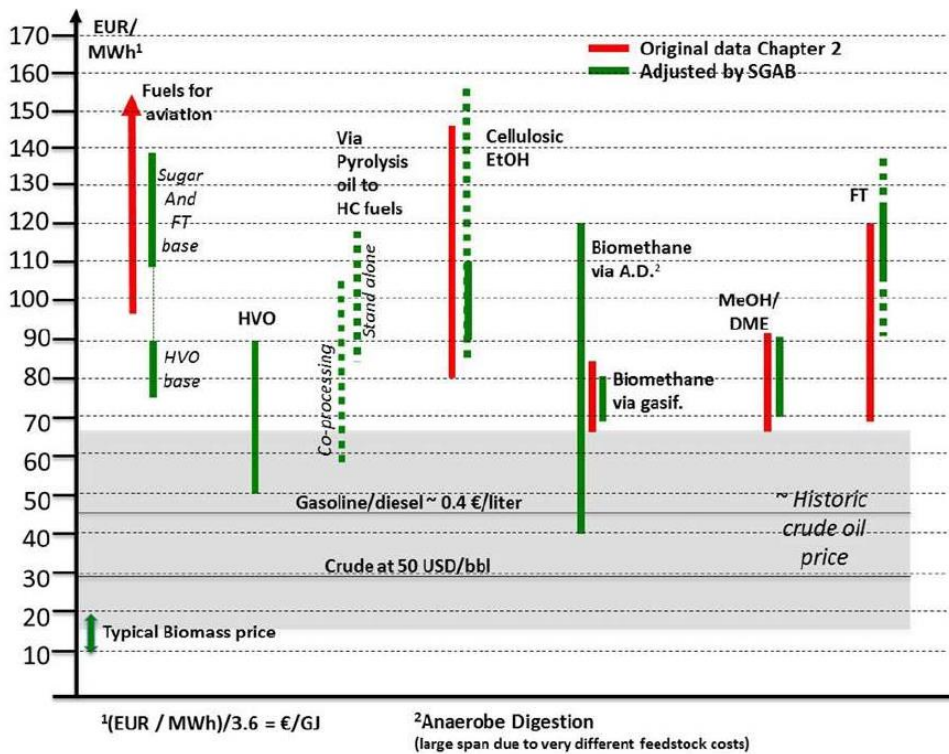 EUR/
MWh¹
170
160
150
140
130
120
110
100
90
80
70
60
50
40
30
20
10
Original data Chapter 2
Adjusted by SGAB
Fuels for
aviation
Sugar
And
FT
base
HVO
base
HVO
Via
Pyrolysis
oil to
HC fuels
Stand alone
Co-processing
Cellulosic
EtOH
Biomethane
via A.D.²
Biomethane
via gasif.
MeOH/
DME
FT
Gasoline/diesel ~ 0.4 €/liter
~ Historic
crude oil
price
Crude at 50 USD/bbl
Typical Biomass price
¹(EUR / MWh)/3.6 = €/GJ
²Anaerobe Digestion
(large span due to very different feedstock costs)